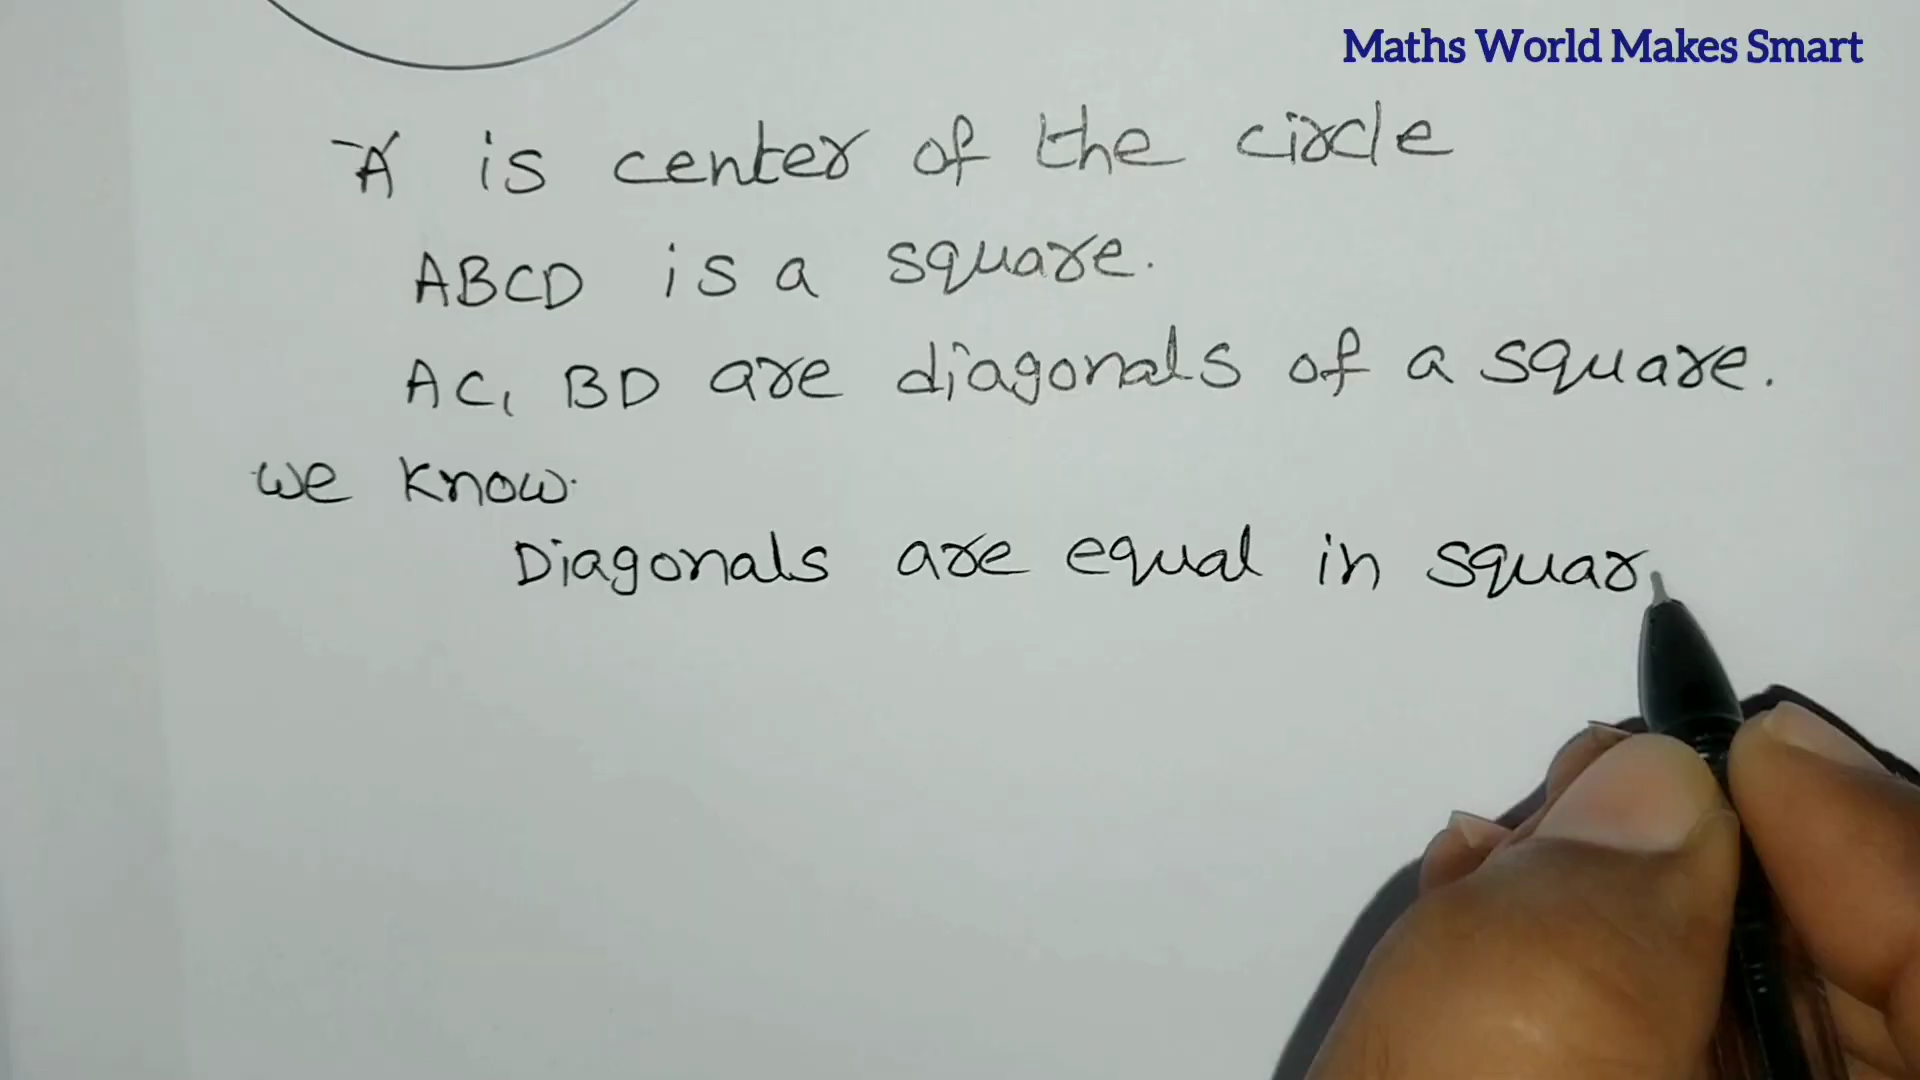 Maths World Makes Smart
A is center of the circle
ABCD is a square.
AC, BD are diagonals of a square.
we know.
Diagonals are equal in squar